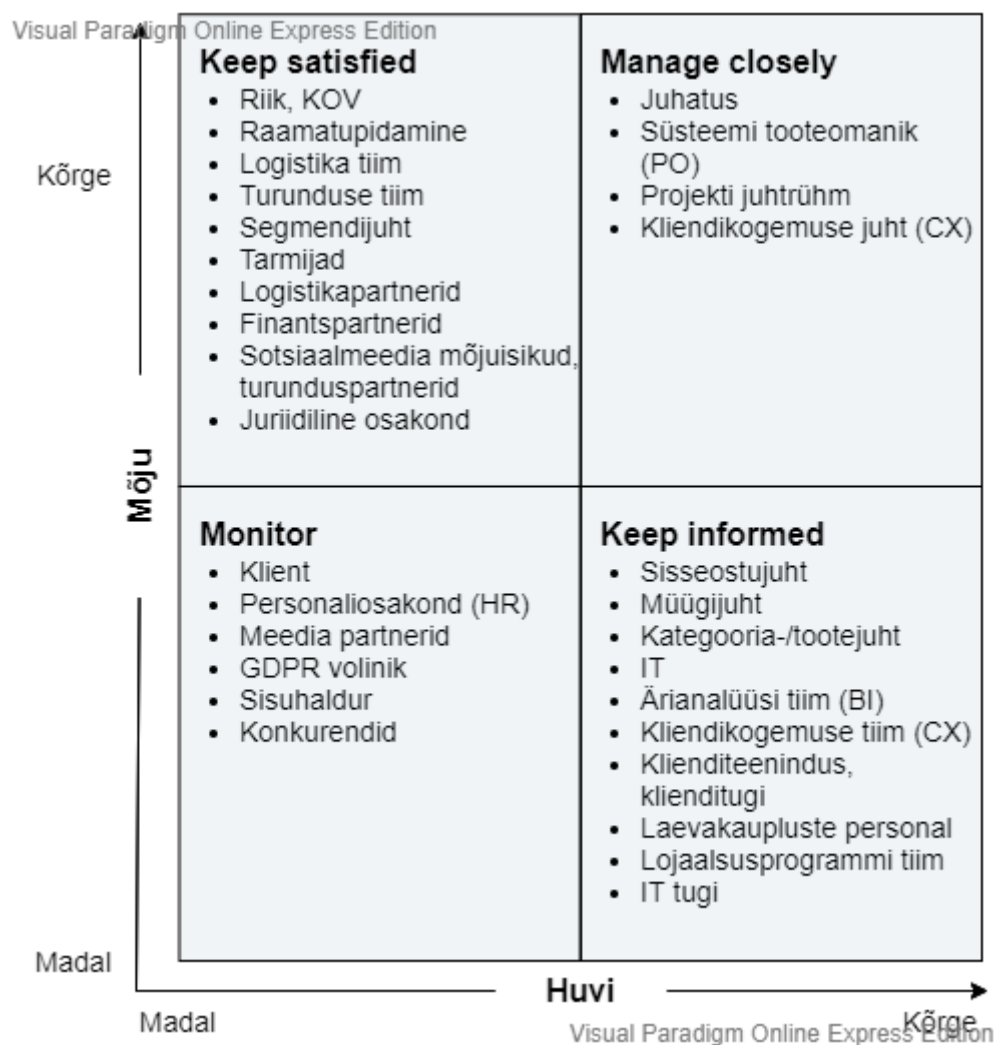 Visual Paradigm Online Express Edition
Keep satisfied
• Riik, KOV
• Raamatupidamine
• Logistika tiim
• Turunduse tiim
• Segmendijuht
• Tarmijad
• Logistikapartnerid
• Finantspartnerid
• Sotsiaalmeedia mõjuisikud,
turunduspartnerid
• Juriidiline osakond
Manage closely
• Juhatus
• Süsteemi tooteomanik
(PO)
• Projekti juhtrühm
• Kliendikogemuse juht (CX)
Kõrge
Mõju
Monitor
• Klient
• Personaliosakond (HR)
• Meedia partnerid
• GDPR volinik
• Sisuhaldur
• Konkurendid
Keep informed
• Sisseostujuht
• Müügijuht
• Kategooria-/tootejuht
• IT
• Ärianalüüsi tiim (BI)
• Kliendikogemuse tiim (CX)
• Klienditeenindus,
klienditugi
• Laevakaupluste personal
• Lojaalsusprogrammi tiim
• IT tugi
Madal
Huvi
Madal
Kõrge
Visual Paradigm Online Express Edition